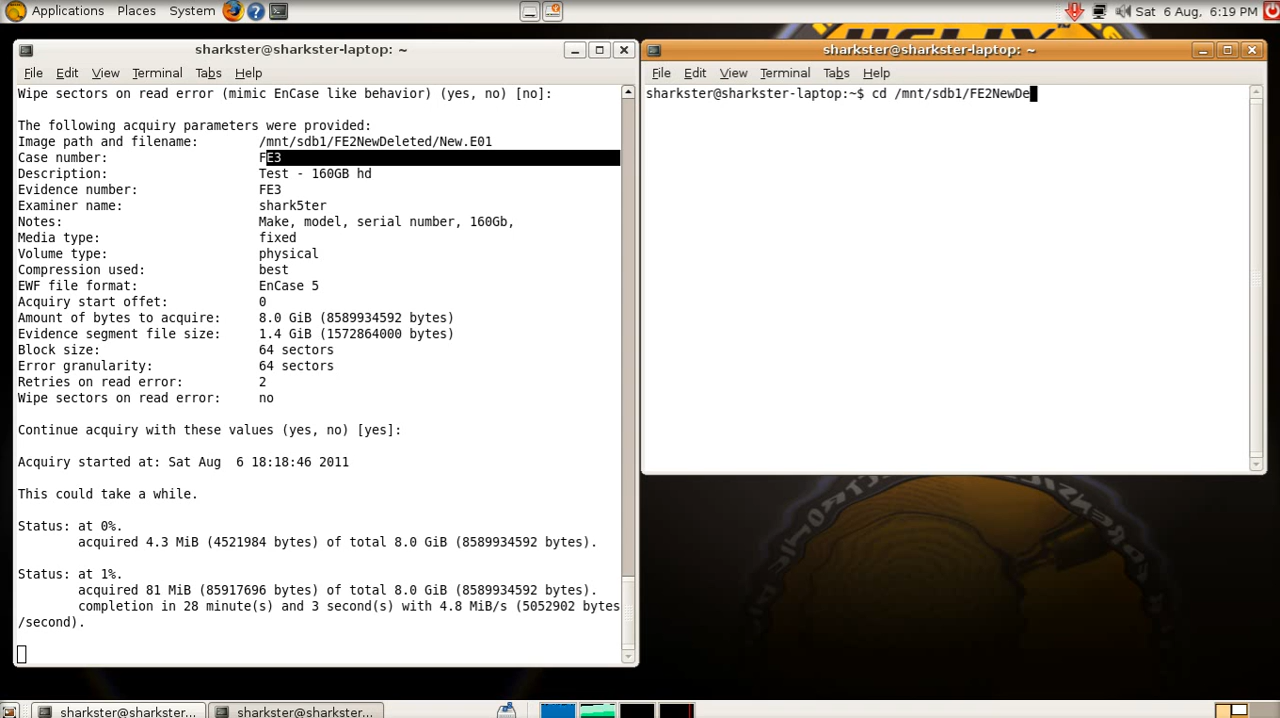 Applications Places System
Sat 6 Aug, 6:19 PM
sharkster@sharkster-laptop: ~
File Edit View Terminal Tabs Help
Wipe sectors on read error (mimic EnCase like behavior) (yes, no) [no]:
The following acquiry parameters were provided:
Image path and filename: /mnt/sdb1/FE2NewDeleted/New.E01
Case number: FE3
Description: Test - 160GB hd
Evidence number: FE3
Examiner name: shark5ter
Notes: Make, model, serial number, 160Gb,
Media type: fixed
Volume type: physical
Compression used: best
EWF file format: EnCase 5
Acquiry start offet: 0
Amount of bytes to acquire: 8.0 GiB (8589934592 bytes)
Evidence segment file size: 1.4 GiB (1572864000 bytes)
Block size: 64 sectors
Error granularity: 64 sectors
Retries on read error: 2
Wipe sectors on read error: no
Continue acquiry with these values (yes, no) [yes]:
Acquiry started at: Sat Aug  6 18:18:46 2011
This could take a while.
Status: at 0%.
acquired 4.3 MiB (4521984 bytes) of total 8.0 GiB (8589934592 bytes).
Status: at 1%.
acquired 81 MiB (85917696 bytes) of total 8.0 GiB (8589934592 bytes).
completion in 28 minute(s) and 3 second(s) with 4.8 MiB/s (5052902 bytes
/second).
sharkster@sharkster-laptop: ~
File Edit View Terminal Tabs Help
sharkster@sharkster-laptop:~$ cd /mnt/sdb1/FE2NewDe
sharkster@sharkster... sharkster@sharkster...